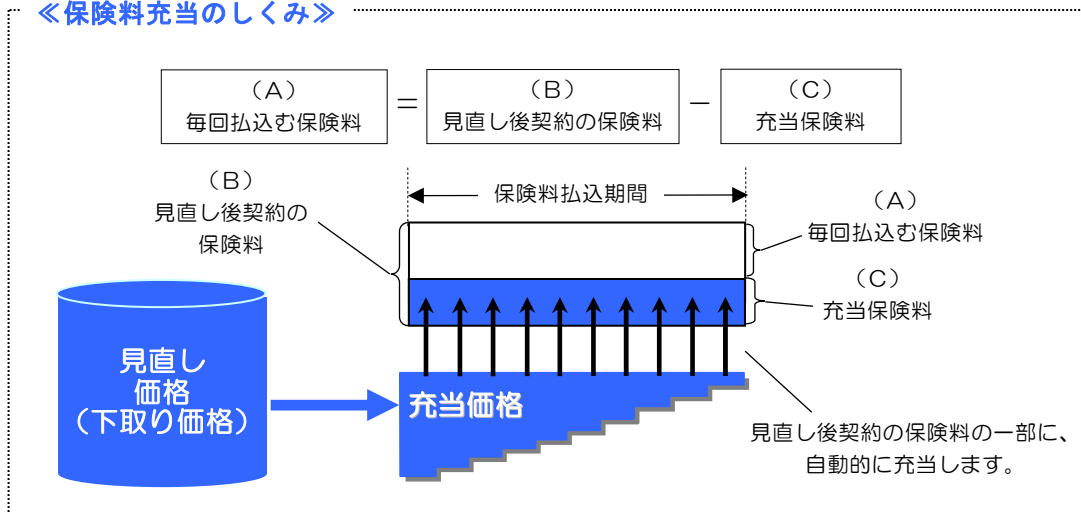 ≪保険料充当のしくみ≫
(A)
毎回払込む保険料
=
(B)
見直し後契約の保険料
−
(C)
充当保険料
保険料払込期間
(B)
見直し後契約の
保険料
(A)
毎回払込む保険料
(C)
充当保険料
見直し
価格
(下取り価格)
充当価格
見直し後契約の保険料の一部に、
自動的に充当します。